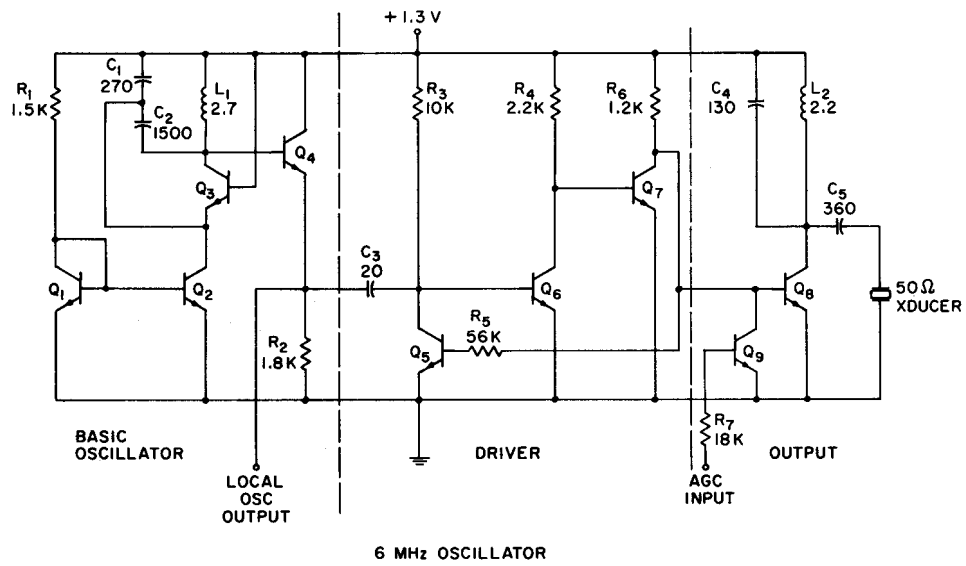 +1.3 V
C1
270
R1
1.5K
C2
1500
L1
2.7
Q4
Q3
Q1
Q2
R2
1.8K
C3
20
R3
10K
R4
2.2K
R6
1.2K
Q7
Q6
Q5
R5
56K
C4
130
L2
2.2
C5
360
Q8
Q9
50Ω
XDUCER
R7
18K
BASIC
OSCILLATOR
LOCAL
OSC
OUTPUT
DRIVER
AGC
INPUT
OUTPUT
6 MHz OSCILLATOR